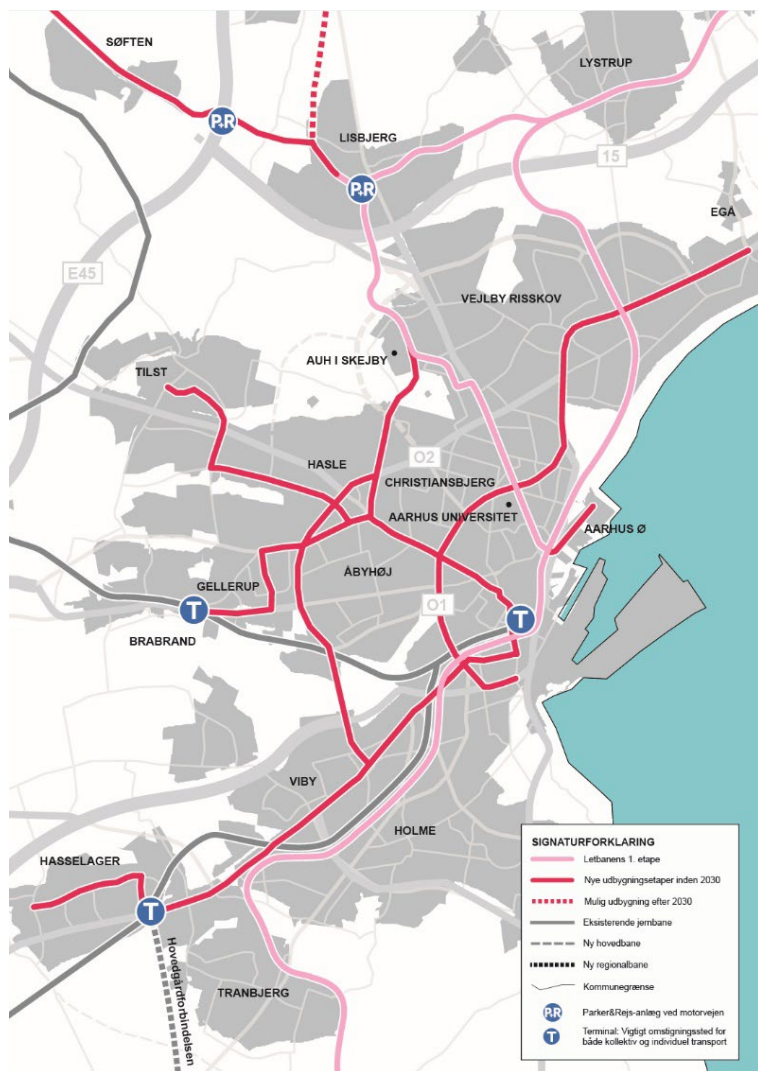 SØFTEN
LYSTRUP
P+R
LISBJERG
15
P+R
EGÅ
E45
VEJLBY RISSKOV
AUH I SKEJBY
TILST
HASLE
O2
CHRISTIANSBJERG
AARHUS UNIVERSITET
AARHUS Ø
ÅBYHØJ
GELLERUP
O1
T
T
BRABRAND
VIBY
HOLME
HASSELAGER
T
Hovedgårdforbindelsen
TRANBJERG
SIGNATURFORKLARING
Letbanens 1. etape
Nye udbygningsetaper inden 2030
Mulig udbygning efter 2030
Eksisterende jernbane
Ny hovedbane
Ny regionalbane
Kommunegrænse
P+R
Parker&Rejs-anlæg ved motorvejen
T
Terminal: Vigtigt omstigningssted for
både kollektiv og individuel transport